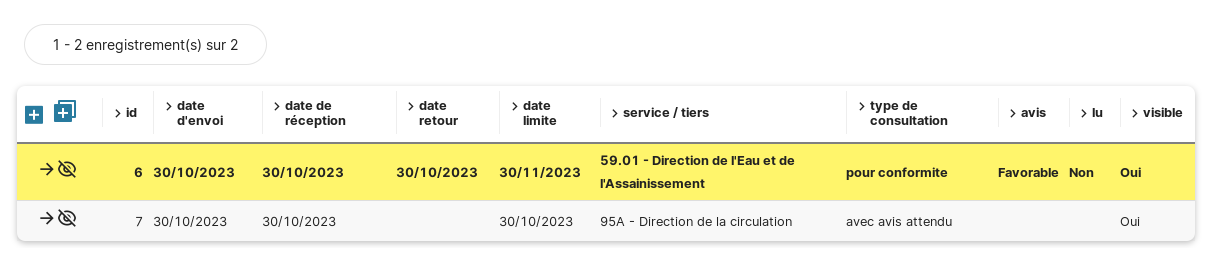 1 - 2 enregistrement(s) sur 2
id
date d'envoi
date de réception
date retour
date limite
service / tiers
type de consultation
avis
lu
visible
6 30/10/2023 30/10/2023 30/10/2023 30/11/2023 59.01 - Direction de l'Eau et de l'Assainissement pour conformite Favorable Non Oui
7 30/10/2023 30/10/2023 30/10/2023 95A - Direction de la circulation avec avis attendu Oui